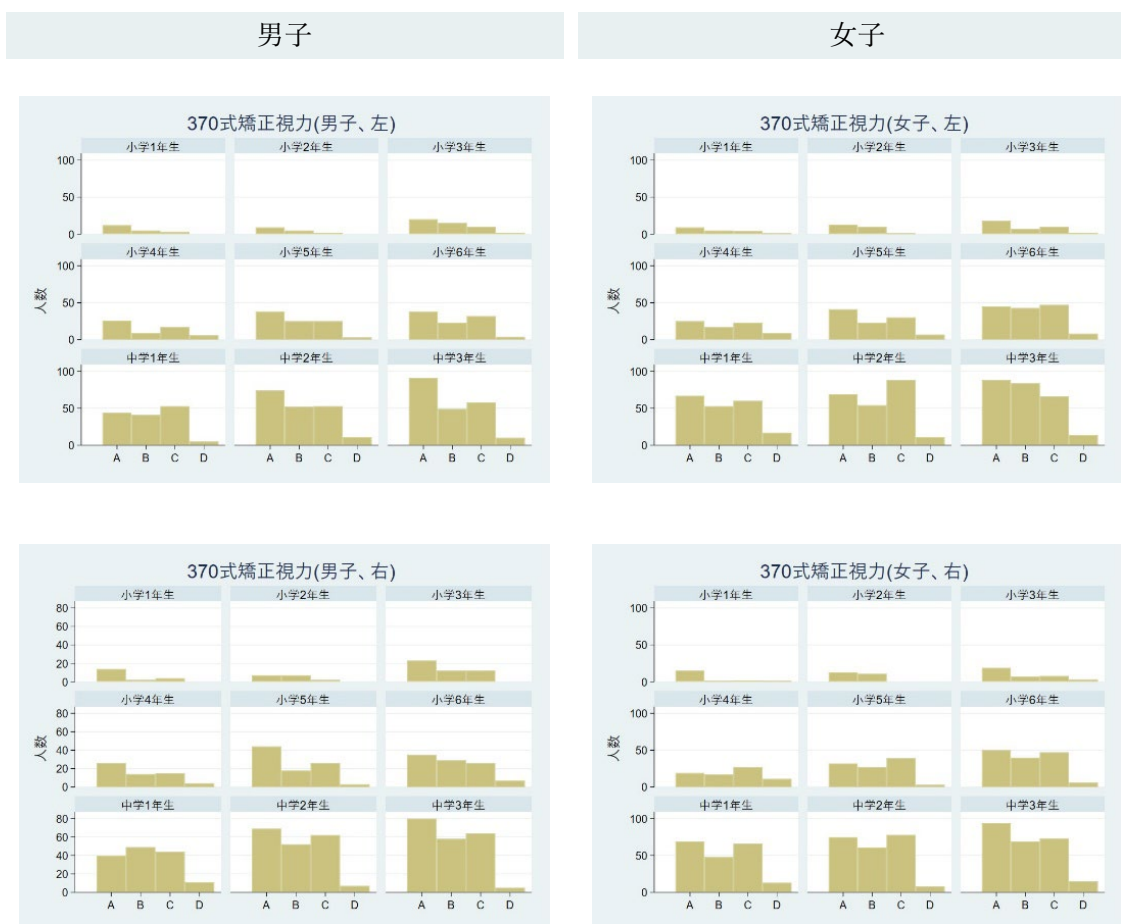 男子
女子
370式矯正視力(男子、左)
小学1年生 小学2年生 小学3年生
100
50
0
小学4年生 小学5年生 小学6年生
100
50
0
人数
中学1年生 中学2年生 中学3年生
100
50
0
A B C D A B C D A B C D
370式矯正視力(女子、左)
小学1年生 小学2年生 小学3年生
100
50
0
小学4年生 小学5年生 小学6年生
100
50
0
人数
中学1年生 中学2年生 中学3年生
100
50
0
A B C D A B C D A B C D
370式矯正視力(男子、右)
小学1年生 小学2年生 小学3年生
80
60
40
20
0
小学4年生 小学5年生 小学6年生
80
60
40
20
0
人数
中学1年生 中学2年生 中学3年生
80
60
40
20
0
A B C D A B C D A B C D
370式矯正視力(女子、右)
小学1年生 小学2年生 小学3年生
100
50
0
小学4年生 小学5年生 小学6年生
100
50
0
人数
中学1年生 中学2年生 中学3年生
100
50
0
A B C D A B C D A B C D